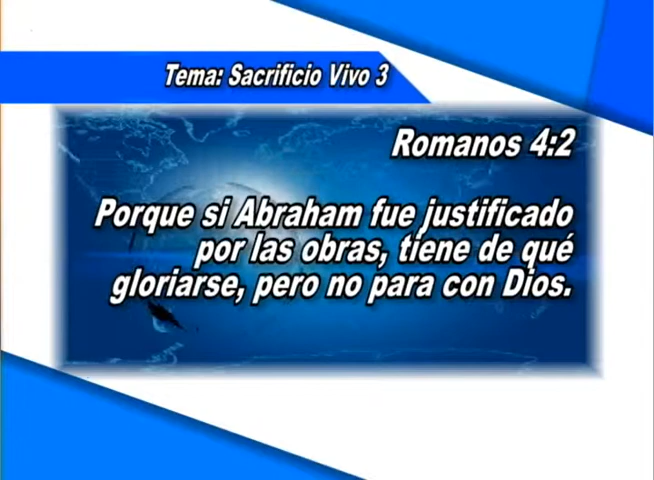 Tema: Sacrificio Vivo 3
Romanos 4:2
Porque si Abraham fue justificado
por las obras, tiene de qué
gloriarse, pero no para con Dios.